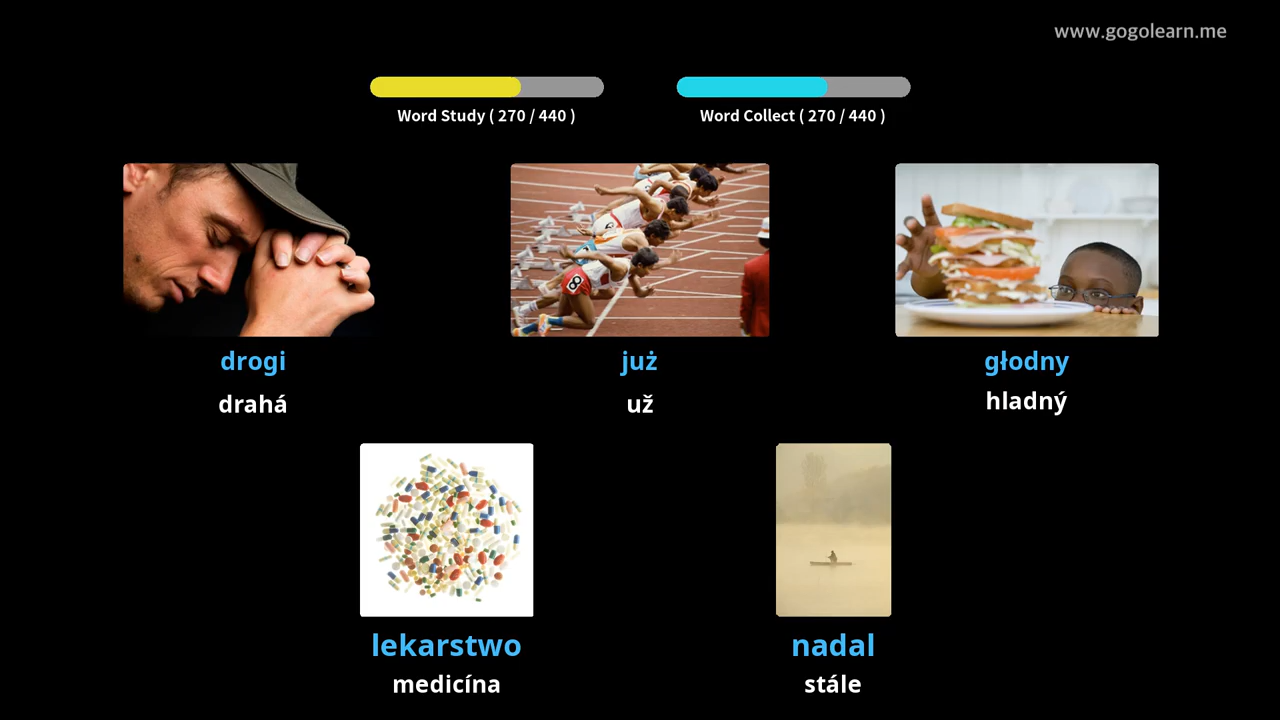 www.gogolearn.me
Word Study ( 270 / 440 )
Word Collect ( 270 / 440 )
drogi
drahá
już
už
głodny
hladný
lekarstwo
medicína
nadal
stále